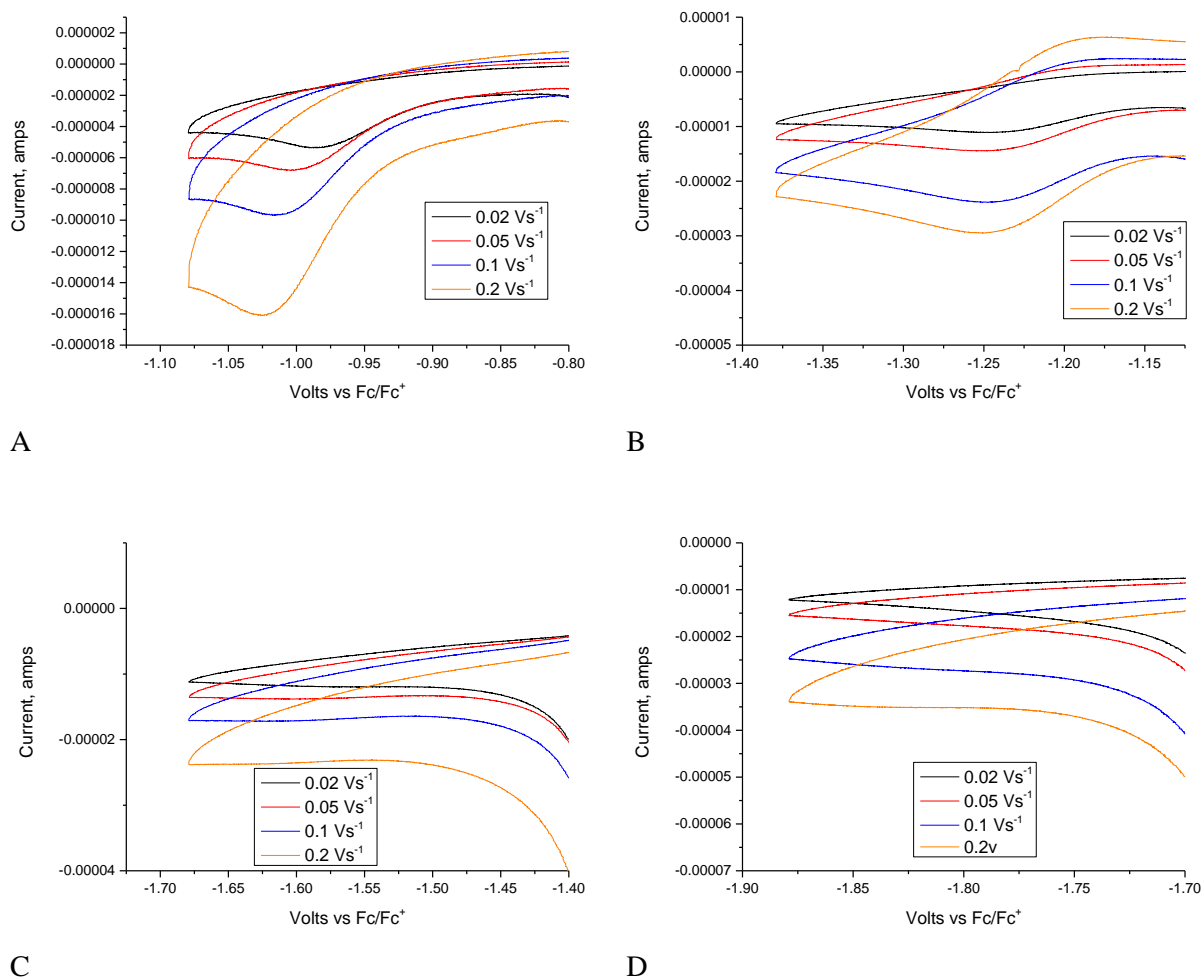 0.000002
0.000000
-0.000002
-0.000004
-0.000006
-0.000008
-0.000010
-0.000012
-0.000014
-0.000016
-0.000018
Current, amps
-1.10 -1.05 -1.00 -0.95 -0.90 -0.85 -0.80
Volts vs Fc/Fc⁺
0.02 Vs⁻¹
0.05 Vs⁻¹
0.1 Vs⁻¹
0.2 Vs⁻¹
A
0.00001
0.00000
-0.00001
-0.00002
-0.00003
-0.00004
-0.00005
Current, amps
-1.40 -1.35 -1.30 -1.25 -1.20 -1.15
Volts vs Fc/Fc⁺
0.02 Vs⁻¹
0.05 Vs⁻¹
0.1 Vs⁻¹
0.2 Vs⁻¹
B
0.00000
-0.00002
-0.00004
Current, amps
-1.70 -1.65 -1.60 -1.55 -1.50 -1.45 -1.40
Volts vs Fc/Fc⁺
0.02 Vs⁻¹
0.05 Vs⁻¹
0.1 Vs⁻¹
0.2 Vs⁻¹
C
0.00000
-0.00001
-0.00002
-0.00003
-0.00004
-0.00005
-0.00006
-0.00007
Current, amps
-1.90 -1.85 -1.80 -1.75 -1.70
Volts vs Fc/Fc⁺
0.02 Vs⁻¹
0.05 Vs⁻¹
0.1 Vs⁻¹
0.2v
D